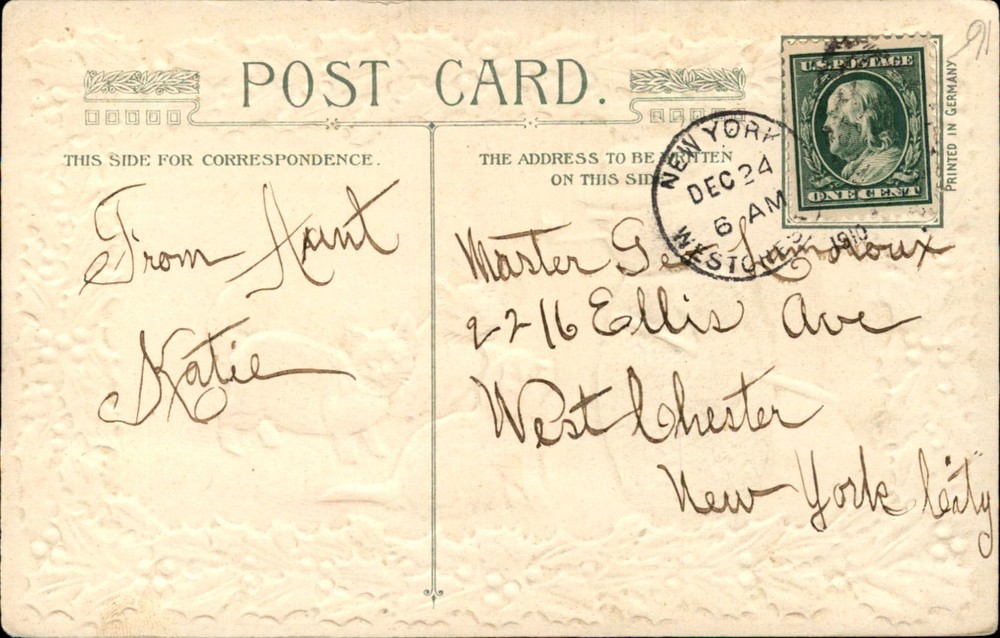 POST CARD.
THIS SIDE FOR CORRESPONDENCE.
THE ADDRESS TO BE WRITTEN
ON THIS SIDE
PRINTED IN GERMANY
U.S. POSTAGE
ONE CENT
NEW YORK
DEC 24
6 AM
1910
91
From Aunt
Katie
Master Geo
2216 Ellis Ave
West Chester
New York City